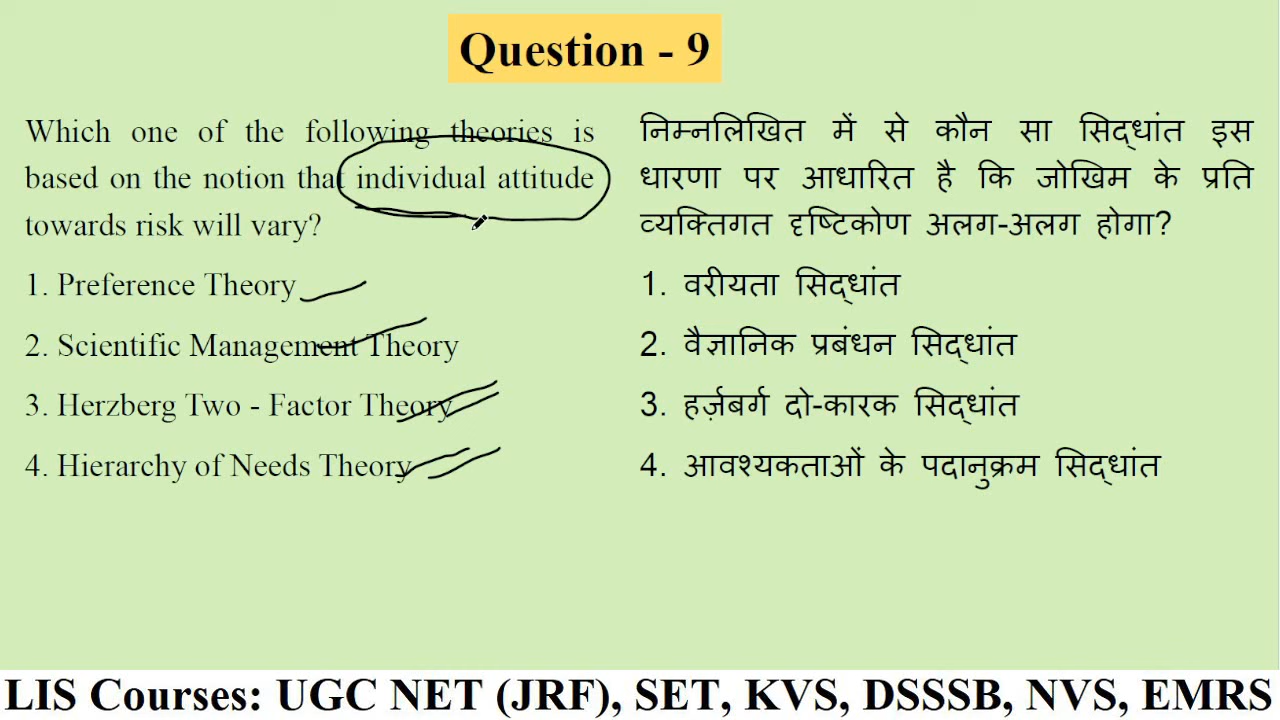 Question - 9
Which one of the following theories is
based on the notion that individual attitude
towards risk will vary?
1. Preference Theory
2. Scientific Management Theory
3. Herzberg Two - Factor Theory
4. Hierarchy of Needs Theory
निम्नलिखित में से कौन सा सिद्धांत इस
धारणा पर आधारित है कि जोखिम के प्रति
व्यक्तिगत दृष्टिकोण अलग-अलग होगा?
1. वरीयता सिद्धांत
2. वैज्ञानिक प्रबंधन सिद्धांत
3. हर्ज़बर्ग दो-कारक सिद्धांत
4. आवश्यकताओं के पदानुक्रम सिद्धांत
LIS Courses: UGC NET (JRF), SET, KVS, DSSSB, NVS, EMRS